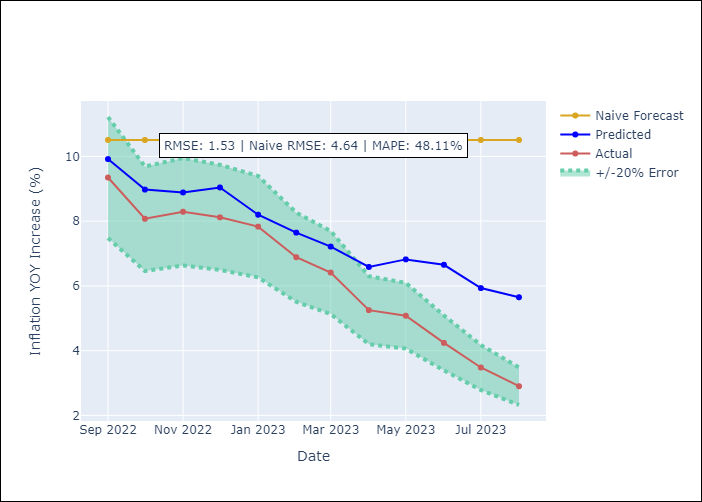 RMSE: 1.53 | Naive RMSE: 4.64 | MAPE: 48.11%
Naive Forecast
Predicted
Actual
+/-20% Error
10
8
6
4
2
Inflation YOY Increase (%)
Sep 2022 Nov 2022 Jan 2023 Mar 2023 May 2023 Jul 2023
Date